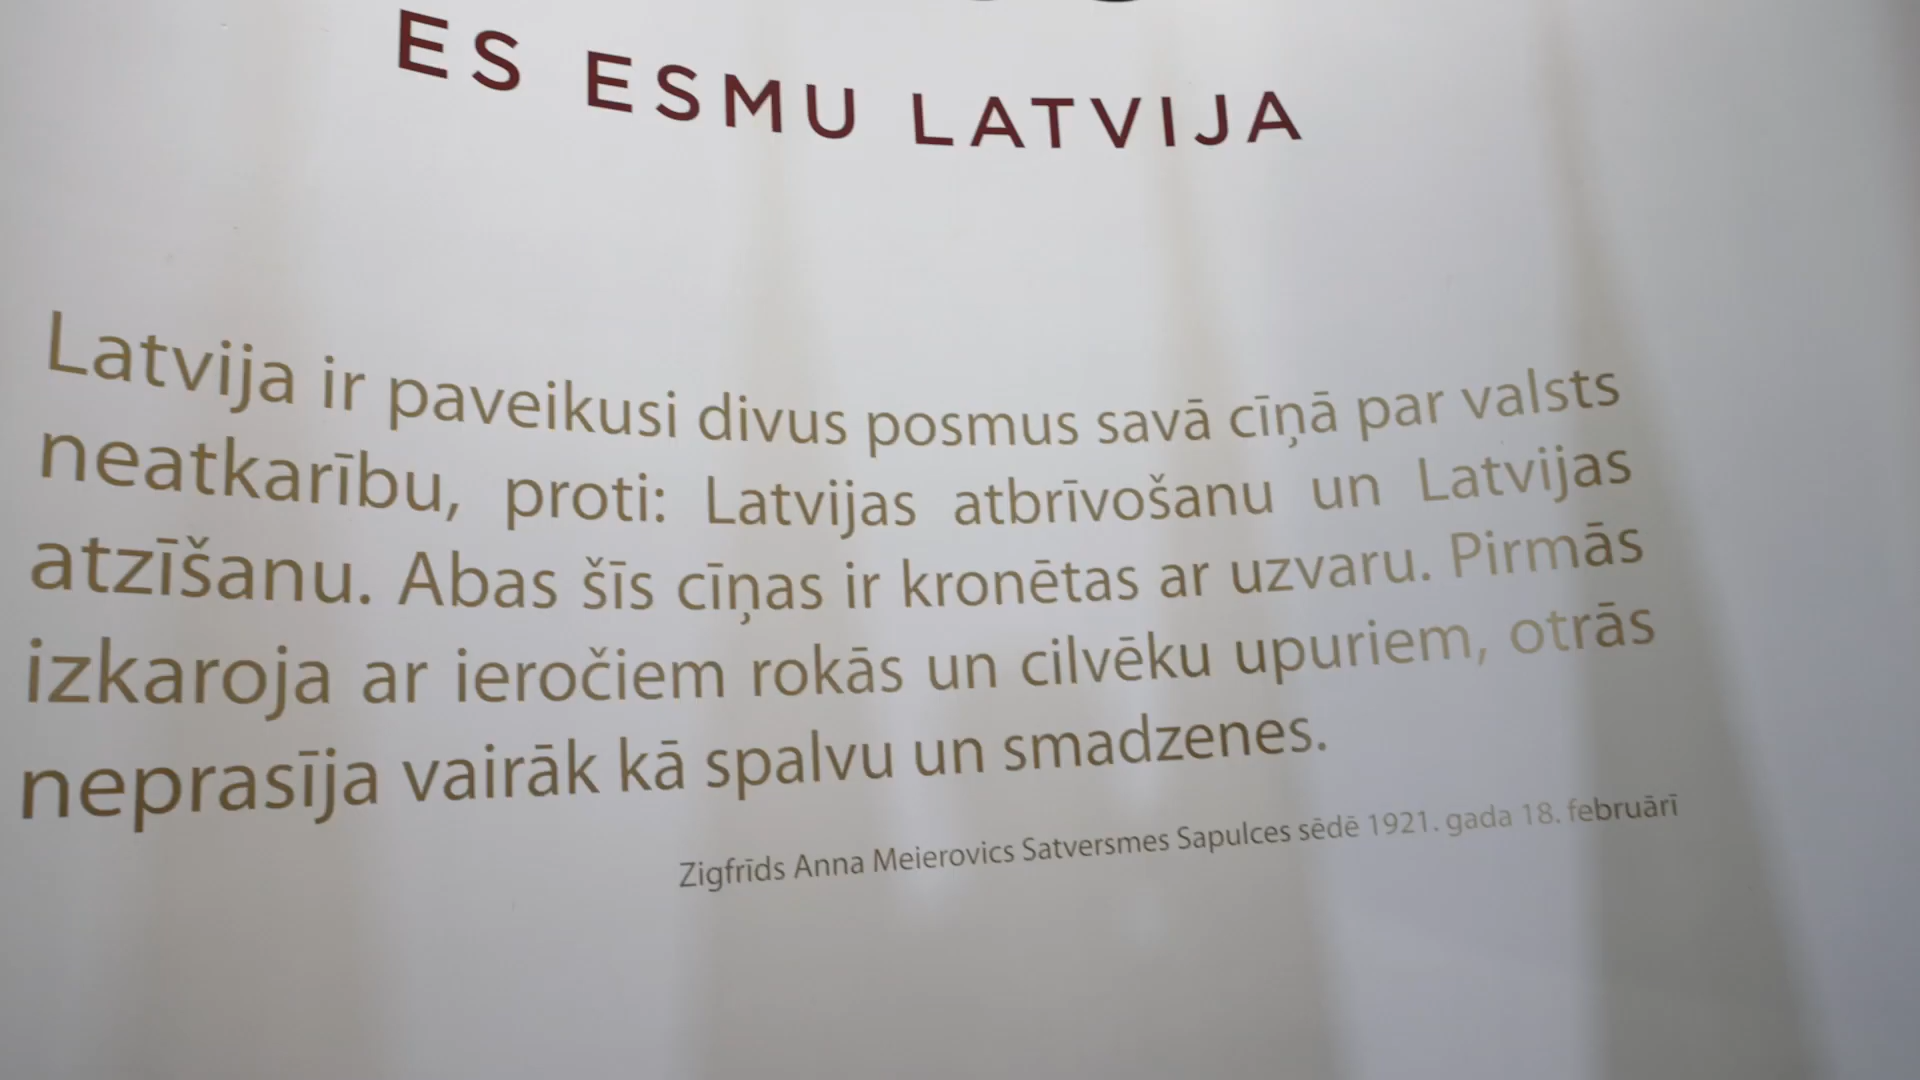 ES ESMU LATVIJA
Latvija ir paveikusi divus posmus savā cīņā par valsts
neatkarību, proti: Latvijas atbrīvošanu un Latvijas
atzīšanu. Abas šīs cīņas ir kronētas ar uzvaru. Pirmās
izkaroja ar ieročiem rokās un cilvēku upuriem, otrās
neprasīja vairāk kā spalvu un smadzenes.
Zigfrīds Anna Meierovics Satversmes Sapulces sēdē 1921. gada 18. februārī